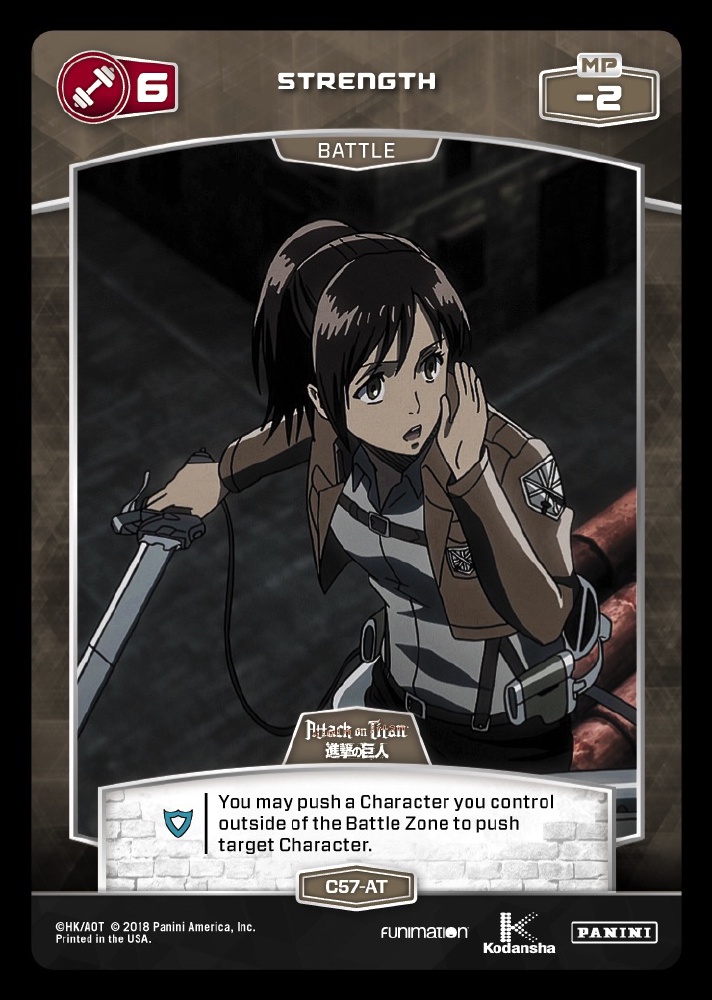 6
STRENGTH
MP
-2
BATTLE
Attack on Titan
進撃の巨人
You may push a Character you control
outside of the Battle Zone to push
target Character.
C57-AT
©HK/AOT © 2018 Panini America, Inc.
Printed in the USA.
FUNIMATION
K
Kodansha
PANINI